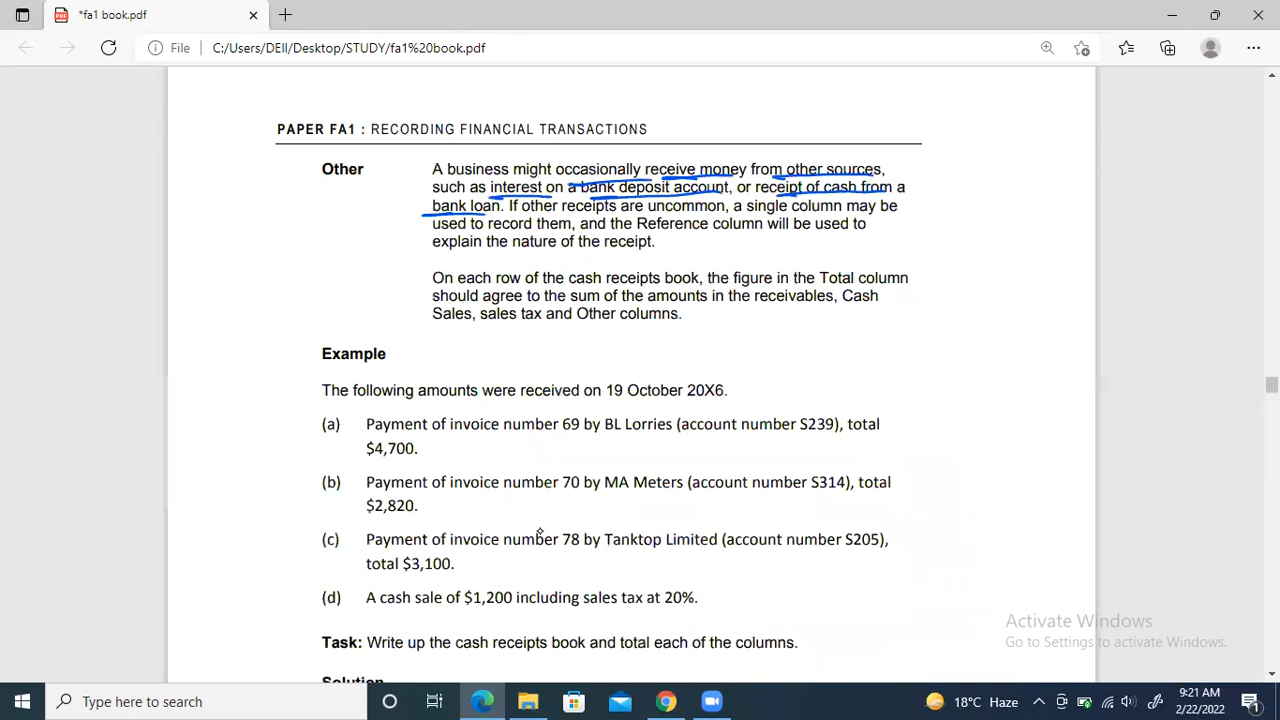 *fa1 book.pdf
File
C:/Users/DEll/Desktop/STUDY/fa1%20book.pdf
PAPER FA1 : RECORDING FINANCIAL TRANSACTIONS
Other
A business might occasionally receive money from other sources,
such as interest on a bank deposit account, or receipt of cash from a
bank loan. If other receipts are uncommon, a single column may be
used to record them, and the Reference column will be used to
explain the nature of the receipt.
On each row of the cash receipts book, the figure in the Total column
should agree to the sum of the amounts in the receivables, Cash
Sales, sales tax and Other columns.
Example
The following amounts were received on 19 October 20X6.
(a) Payment of invoice number 69 by BL Lorries (account number S239), total
$4,700.
(b) Payment of invoice number 70 by MA Meters (account number S314), total
$2,820.
(c) Payment of invoice number 78 by Tanktop Limited (account number S205),
total $3,100.
(d) A cash sale of $1,200 including sales tax at 20%.
Task: Write up the cash receipts book and total each of the columns.
Solution
Activate Windows
Go to Settings to activate Windows.
Type here to search
18°C Haze
9:21 AM
2/22/2022
1